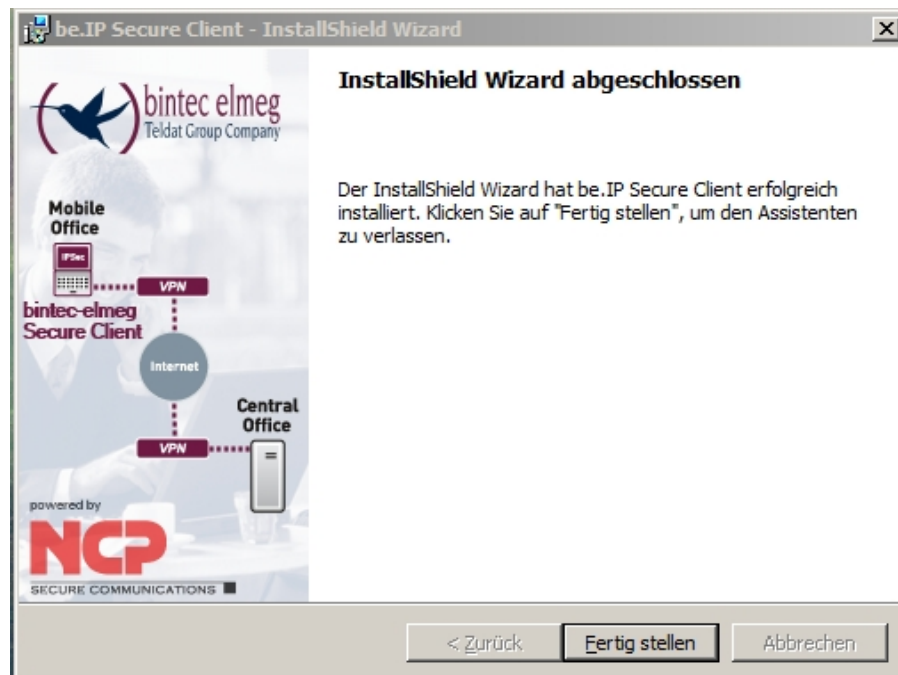 be.IP Secure Client - InstallShield Wizard
bintec elmeg
Teldat Group Company
Mobile
Office
IPSec
VPN
bintec-elmeg
Secure Client
Internet
Central
Office
VPN
powered by
NCP
SECURE COMMUNICATIONS
InstallShield Wizard abgeschlossen
Der InstallShield Wizard hat be.IP Secure Client erfolgreich
installiert. Klicken Sie auf "Fertig stellen", um den Assistenten
zu verlassen.
< Zurück
Fertig stellen
Abbrechen